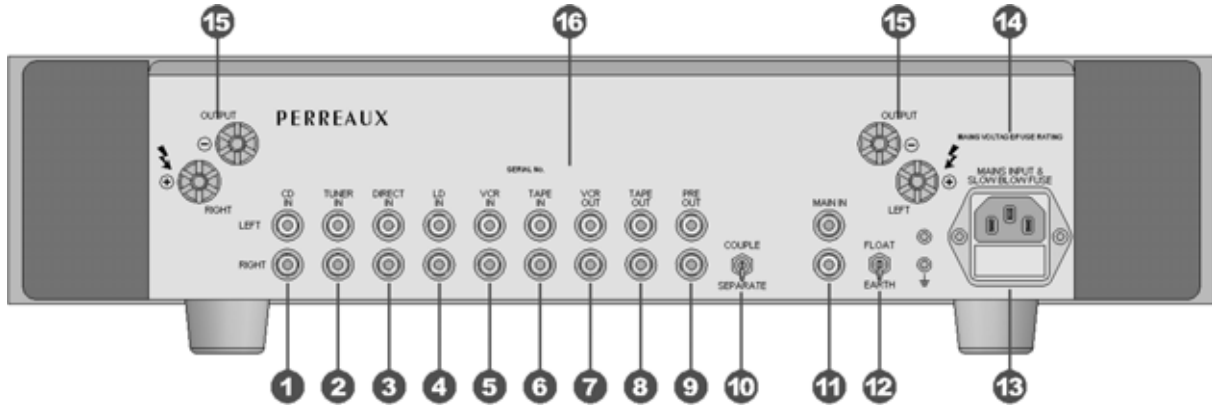 15 16 15 14
OUTPUT
PERREAUX
OUTPUT
MAINS VOLTAGE FUSE RATING
SERIAL No.
MAINS INPUT &
SLOW BLOW FUSE
RIGHT
LEFT
CD
IN
TUNER
IN
DIRECT
IN
LD
IN
VCR
IN
TAPE
IN
VCR
OUT
TAPE
OUT
PRE
OUT
MAIN IN
LEFT
RIGHT
COUPLE
SEPARATE
FLOAT
EARTH
1 2 3 4 5 6 7 8 9 10 11 12 13